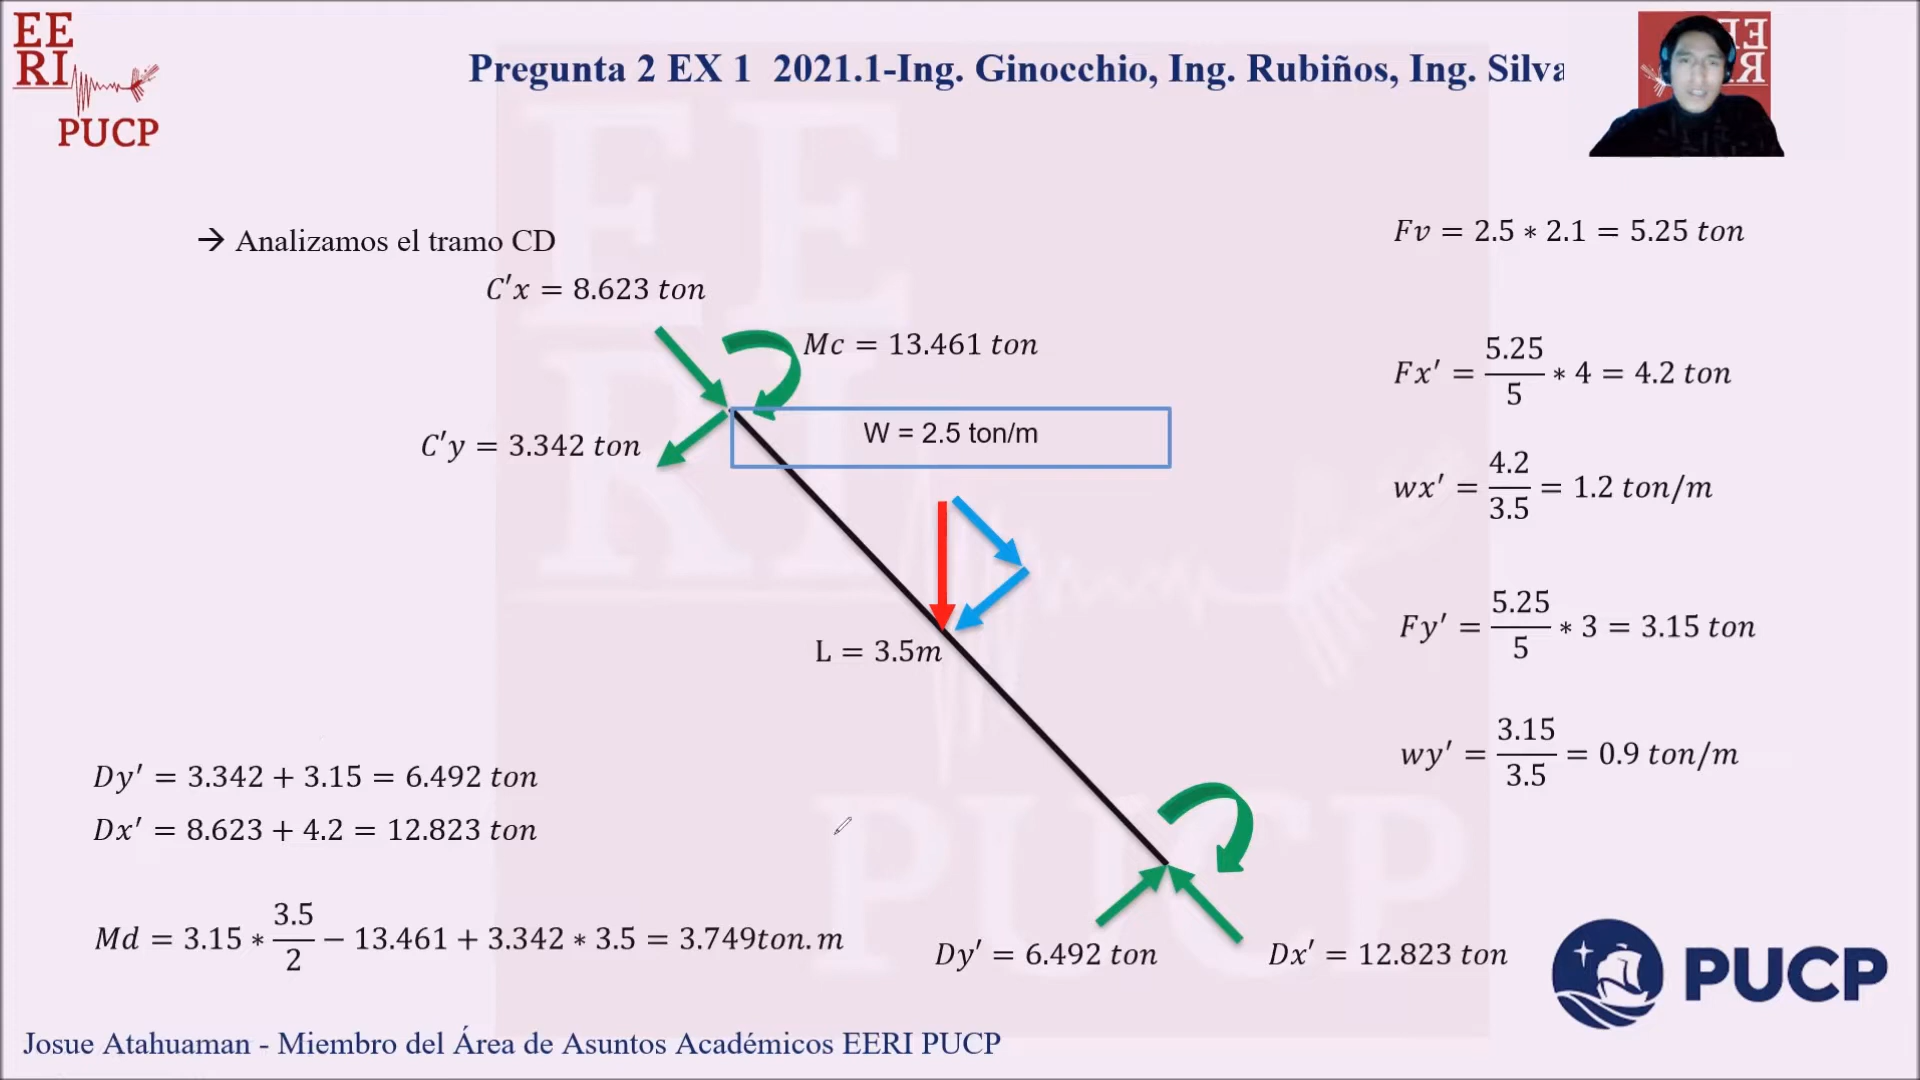 EE
RI
PUCP
Pregunta 2 EX 1 2021.1-Ing. Ginocchio, Ing. Rubiños, Ing. Silva
→ Analizamos el tramo CD
C′x = 8.623 ton
Mc = 13.461 ton
C′y = 3.342 ton
W = 2.5 ton/m
L = 3.5m
Fv = 2.5 ∗ 2.1 = 5.25 ton
Fx′ = 5.25/5 ∗ 4 = 4.2 ton
wx′ = 4.2/3.5 = 1.2 ton/m
Fy′ = 5.25/5 ∗ 3 = 3.15 ton
wy′ = 3.15/3.5 = 0.9 ton/m
Dy′ = 3.342 + 3.15 = 6.492 ton
Dx′ = 8.623 + 4.2 = 12.823 ton
Md = 3.15 ∗ 3.5/2 − 13.461 + 3.342 ∗ 3.5 = 3.749ton.m
Dy′ = 6.492 ton
Dx′ = 12.823 ton
PUCP
Josue Atahuaman - Miembro del Área de Asuntos Académicos EERI PUCP
EE
RI
PUCP